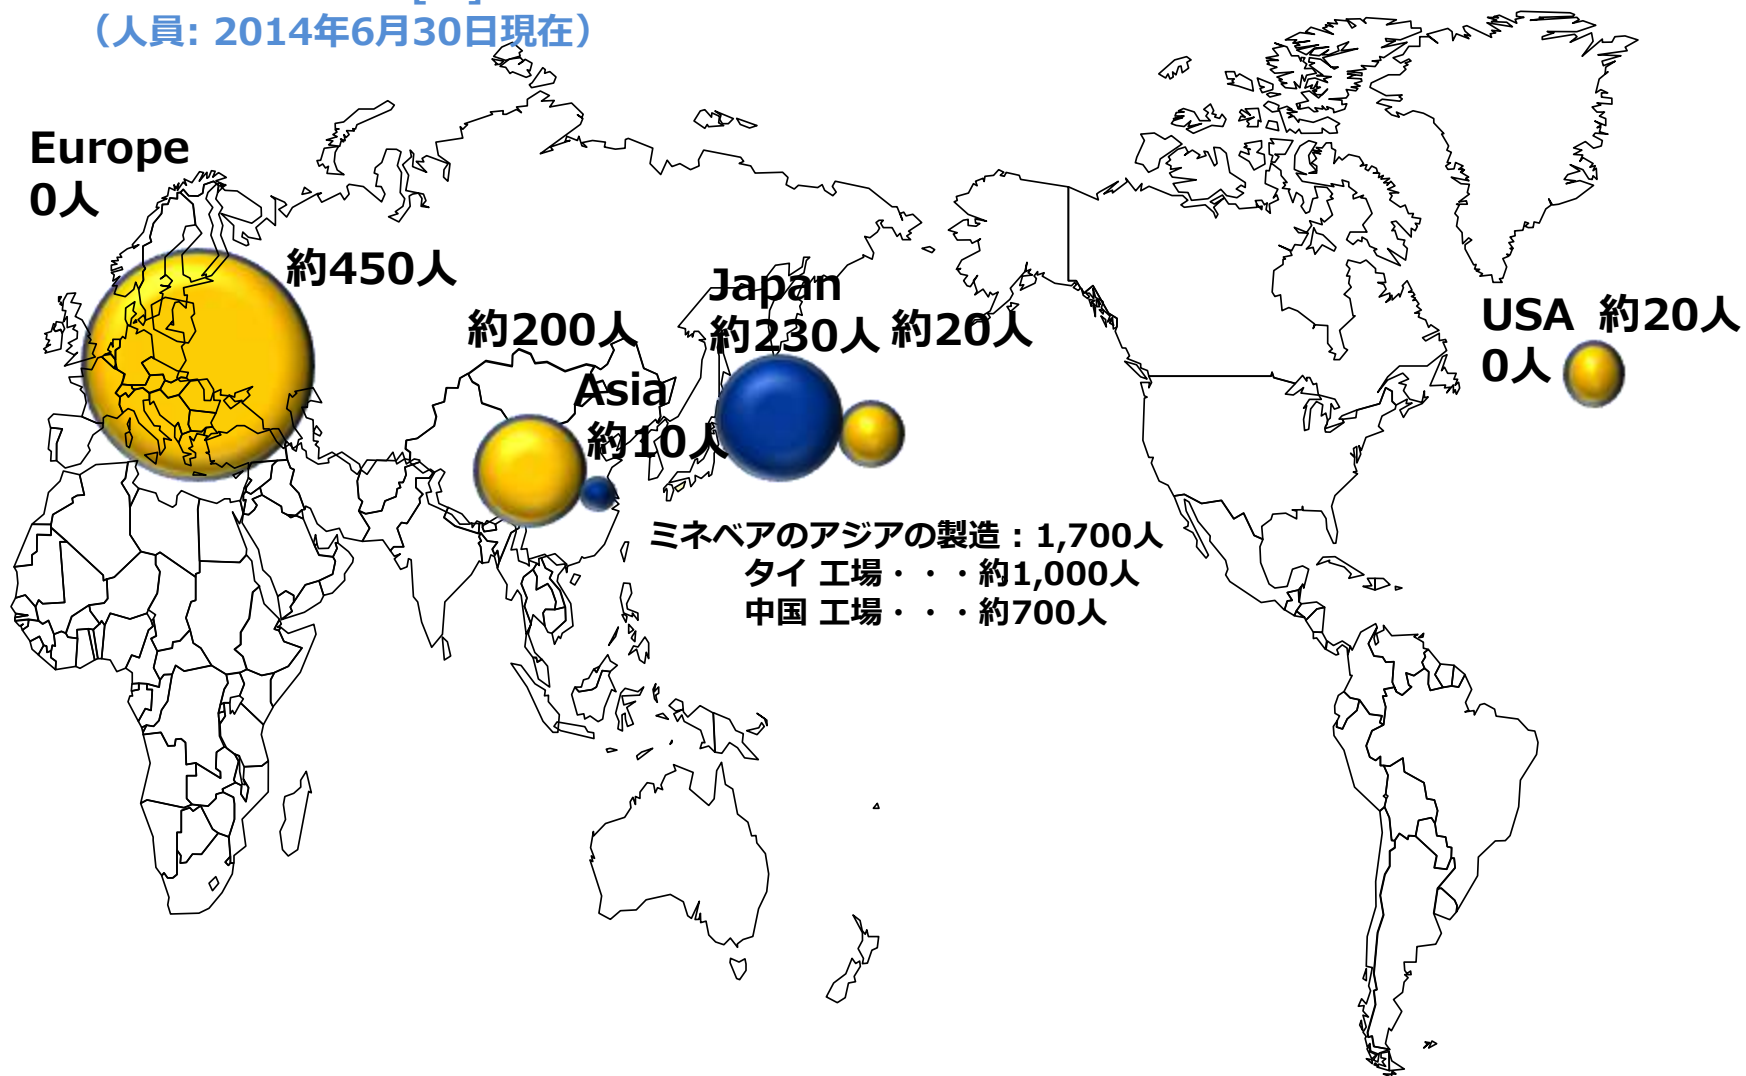 （人員: 2014年6月30日現在）
Europe
0人
約450人
約200人
Asia
約10人
Japan
約230人 約20人
USA 約20人
0人
ミネベアのアジアの製造：1,700人
タイ 工場・・・約1,000人
中国 工場・・・約700人